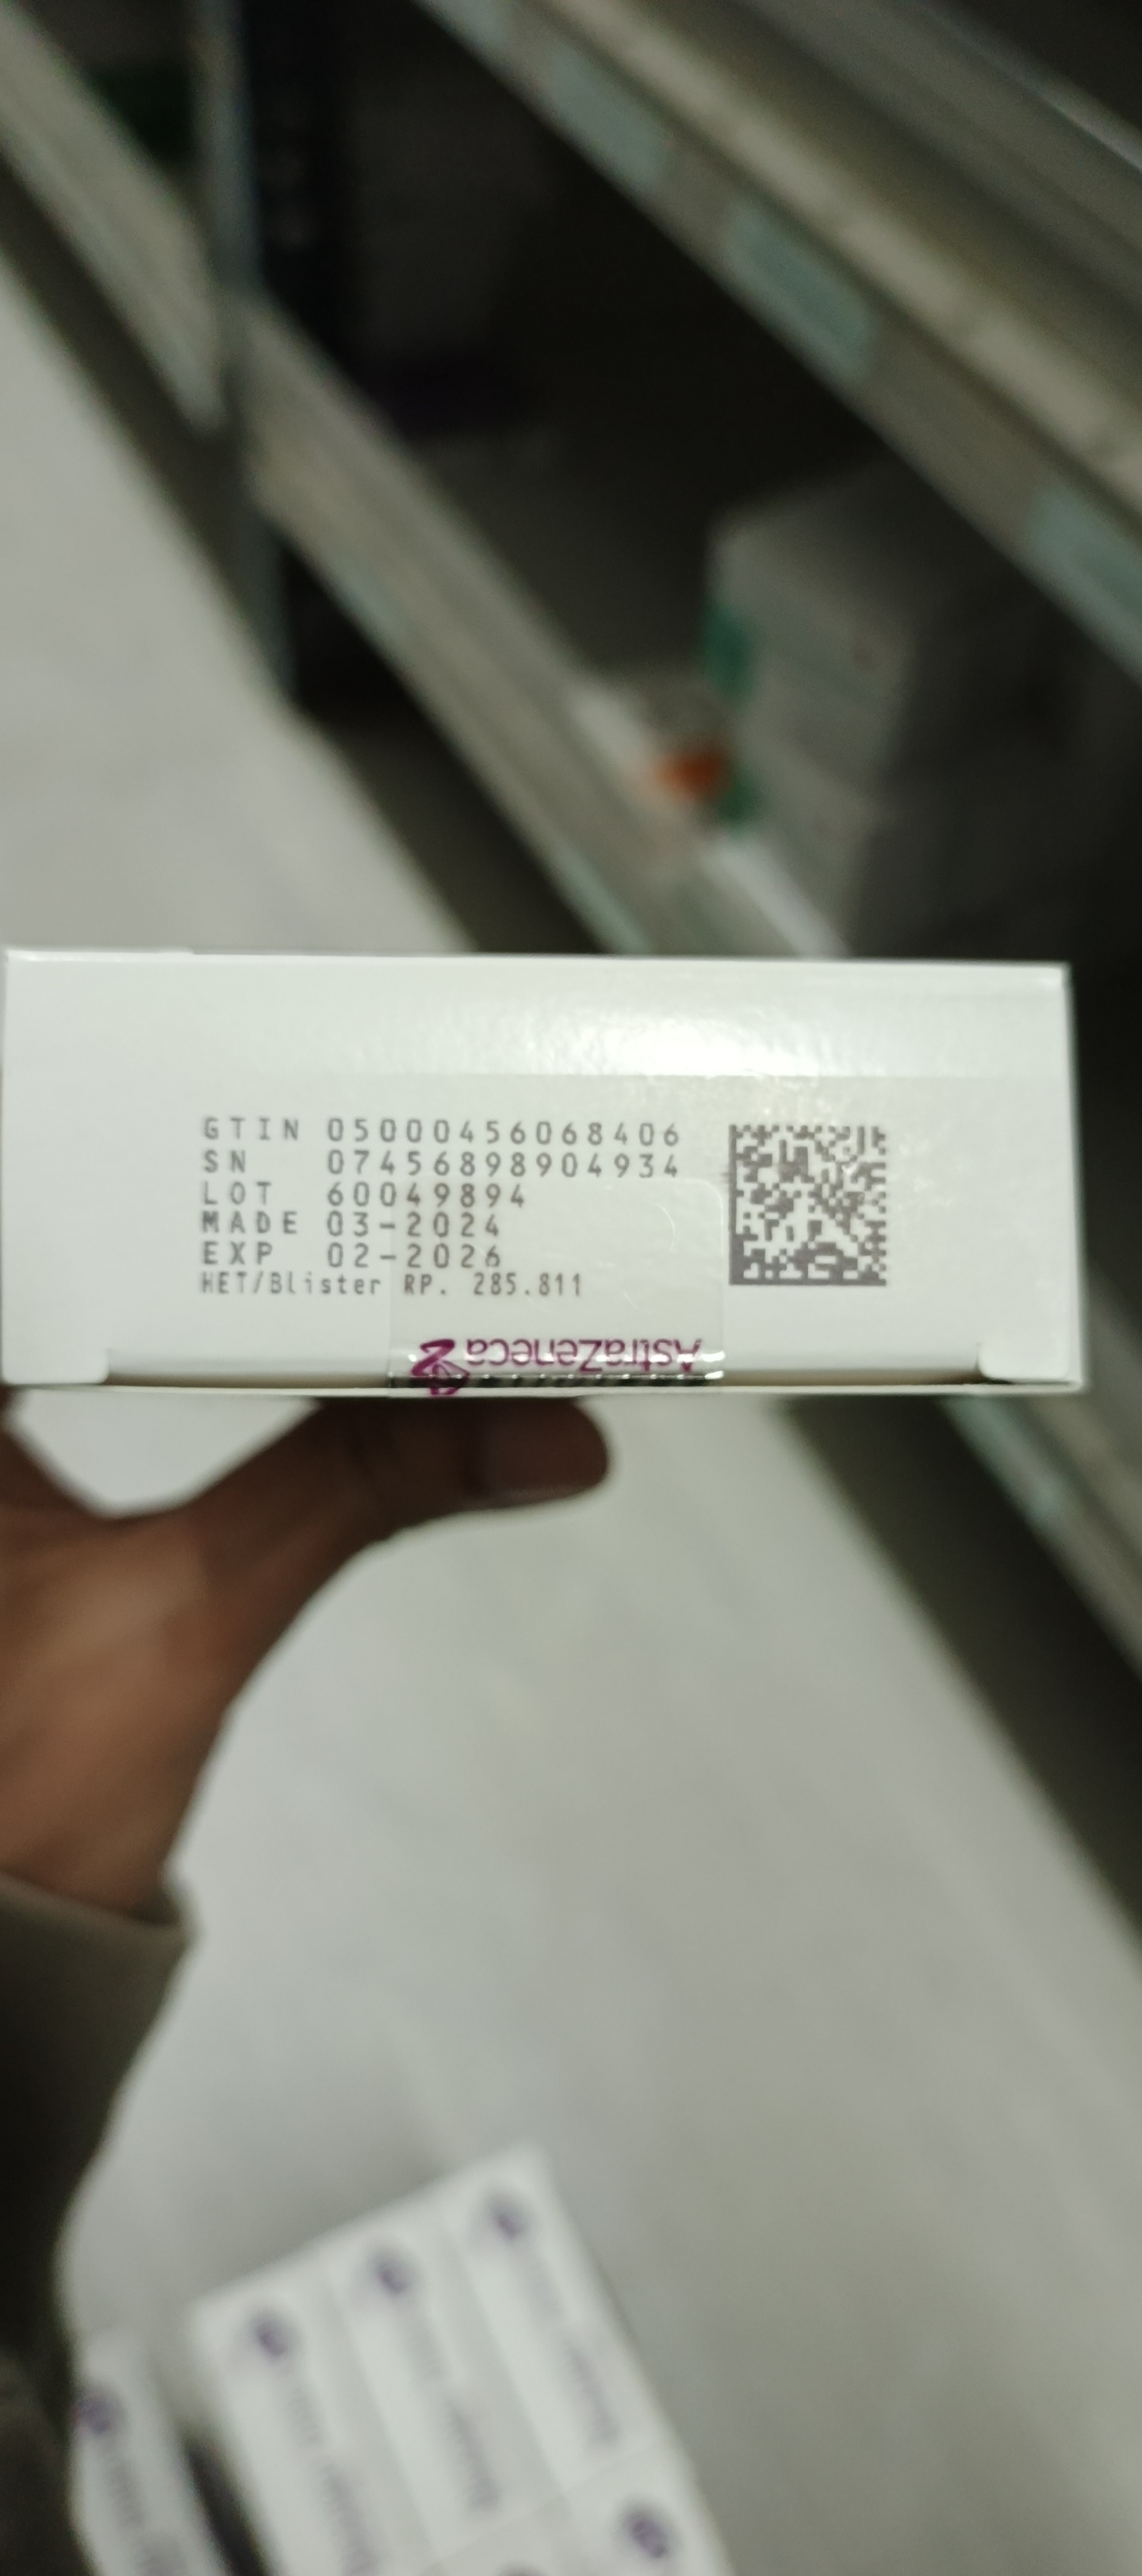 GTIN 05000456068406
SN 07456898904934
LOT 60049894
MADE 03-2024
EXP 02-2026
HET/Blister RP. 285.811
AstraZeneca